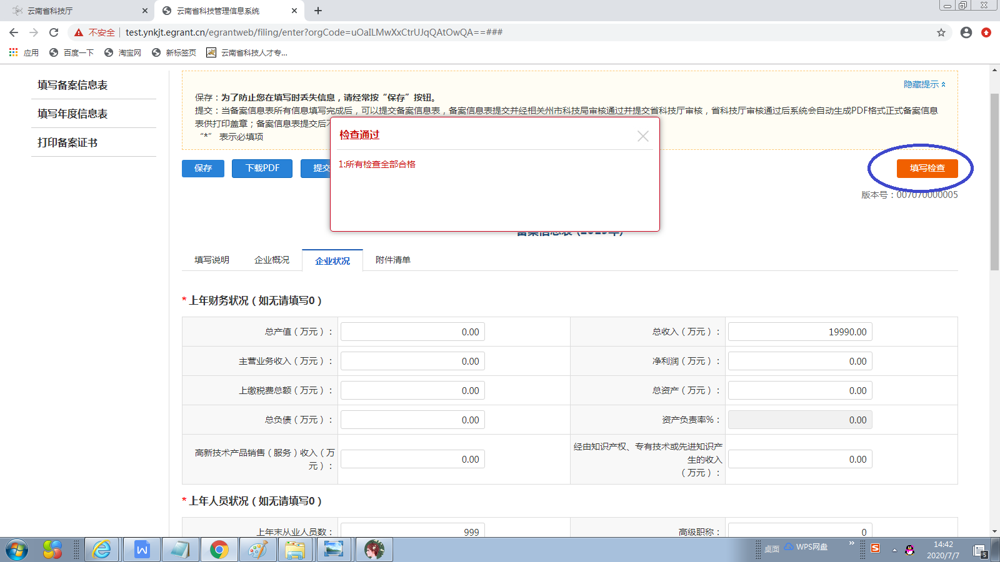 云南省科技厅
云南省科技管理信息系统
不安全
test.ynkjt.egrant.cn/egrantweb/filing/enter?orgCode=uOaILMwXxCtrUJqQAtOwQA==###
应用
百度一下
淘宝网
新标签页
云南省科技人才专...
填写备案信息表
填写年度信息表
打印备案证书
隐藏提示
保存：为了防止您在填写时丢失信息，请经常按“保存”按钮。
提交：当备案信息表所有信息填写完成后，可以提交备案信息表，备案信息表提交并经相关州市科技局审核通过并提交省科技厅审核，省科技厅审核通过后系统会自动生成PDF格式正式备案信息
表供打印盖章；备案信息表提交后
“*” 表示必填项
检查通过
1:所有检查全部合格
保存
下载PDF
提交
填写检查
版本号：007070000005
填写说明
企业概况
企业状况
附件清单
* 上年财务状况（如无请填写0）
总产值（万元）： 0.00
总收入（万元）： 19990.00
主营业务收入（万元）： 0.00
净利润（万元）： 0.00
上缴税费总额（万元）： 0.00
总资产（万元）： 0.00
总负债（万元）： 0.00
资产负责率%： 0.00
高新技术产品销售（服务）收入（万
元）： 0.00
经由知识产权、专有技术或先进知识产
生的收入
（万元）： 0.00
* 上年人员状况（如无请填写0）
上年末从业人员数： 999
高级职称： 0
桌面
WPS网盘
14:42
2020/7/7
5